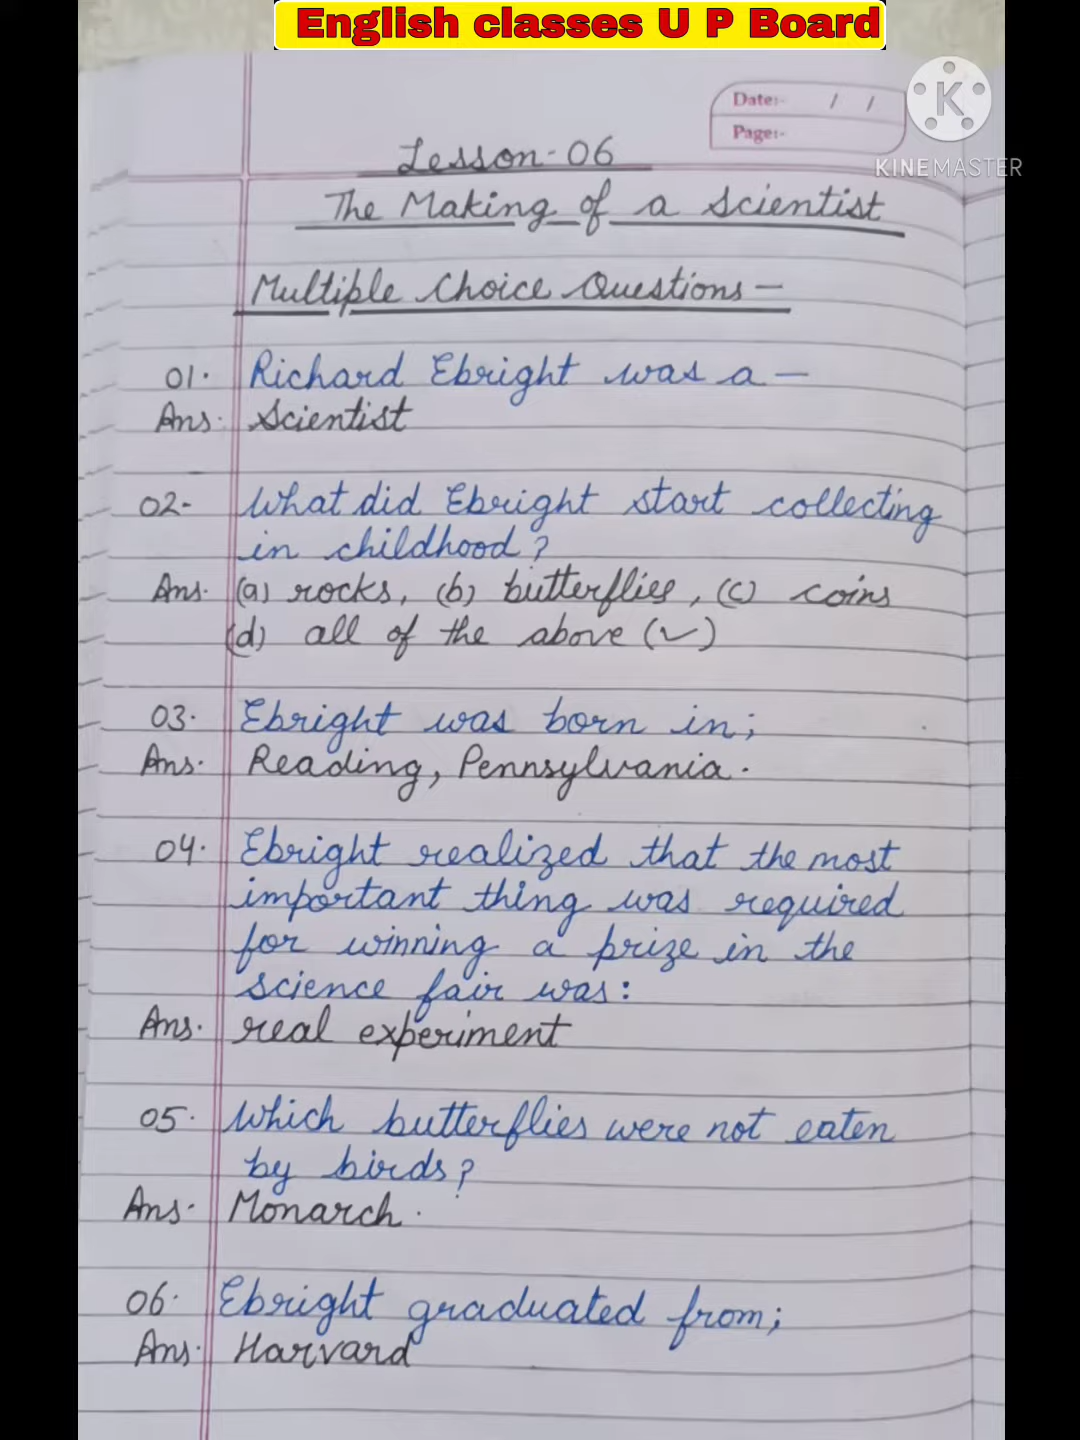 English classes U P Board
Date:- / /
Page:-
K
KINEMASTER
Lesson-06
The Making of a Scientist
Multiple Choice Questions-
01. Richard Ebright was a -
Ans. Scientist
02- What did Ebright start collecting
in childhood?
Ans. (a) rocks, (b) butterflies, (c) coins
(d) all of the above (✓)
03. Ebright was born in;
Ans. Reading, Pennsylvania.
04. Ebright realized that the most
important thing was required
for winning a prize in the
science fair was:
Ans. real experiment
05. Which butterflies were not eaten
by birds?
Ans. Monarch.
06. Ebright graduated from;
Ans. Harvard